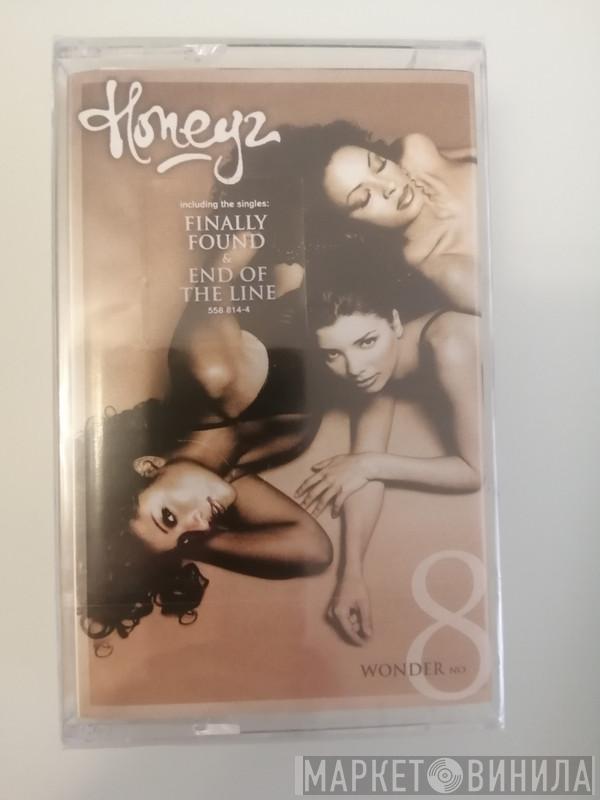 Honeyz
including the singles:
FINALLY
FOUND
&
END OF
THE LINE
558 814-4
8
WONDER NO
МАРКЕТ ВИНИЛА